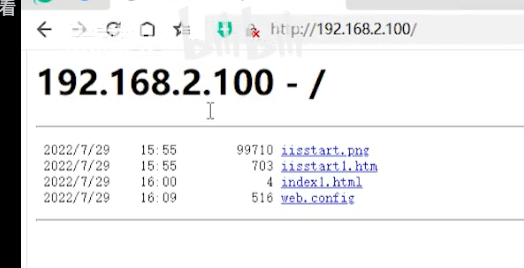 看
http://192.168.2.100/
bilibili
192.168.2.100 - /
2022/7/29 15:55 99710 iisstart.png
2022/7/29 15:55 703 iisstart1.htm
2022/7/29 16:00 4 index1.html
2022/7/29 16:09 516 web.config